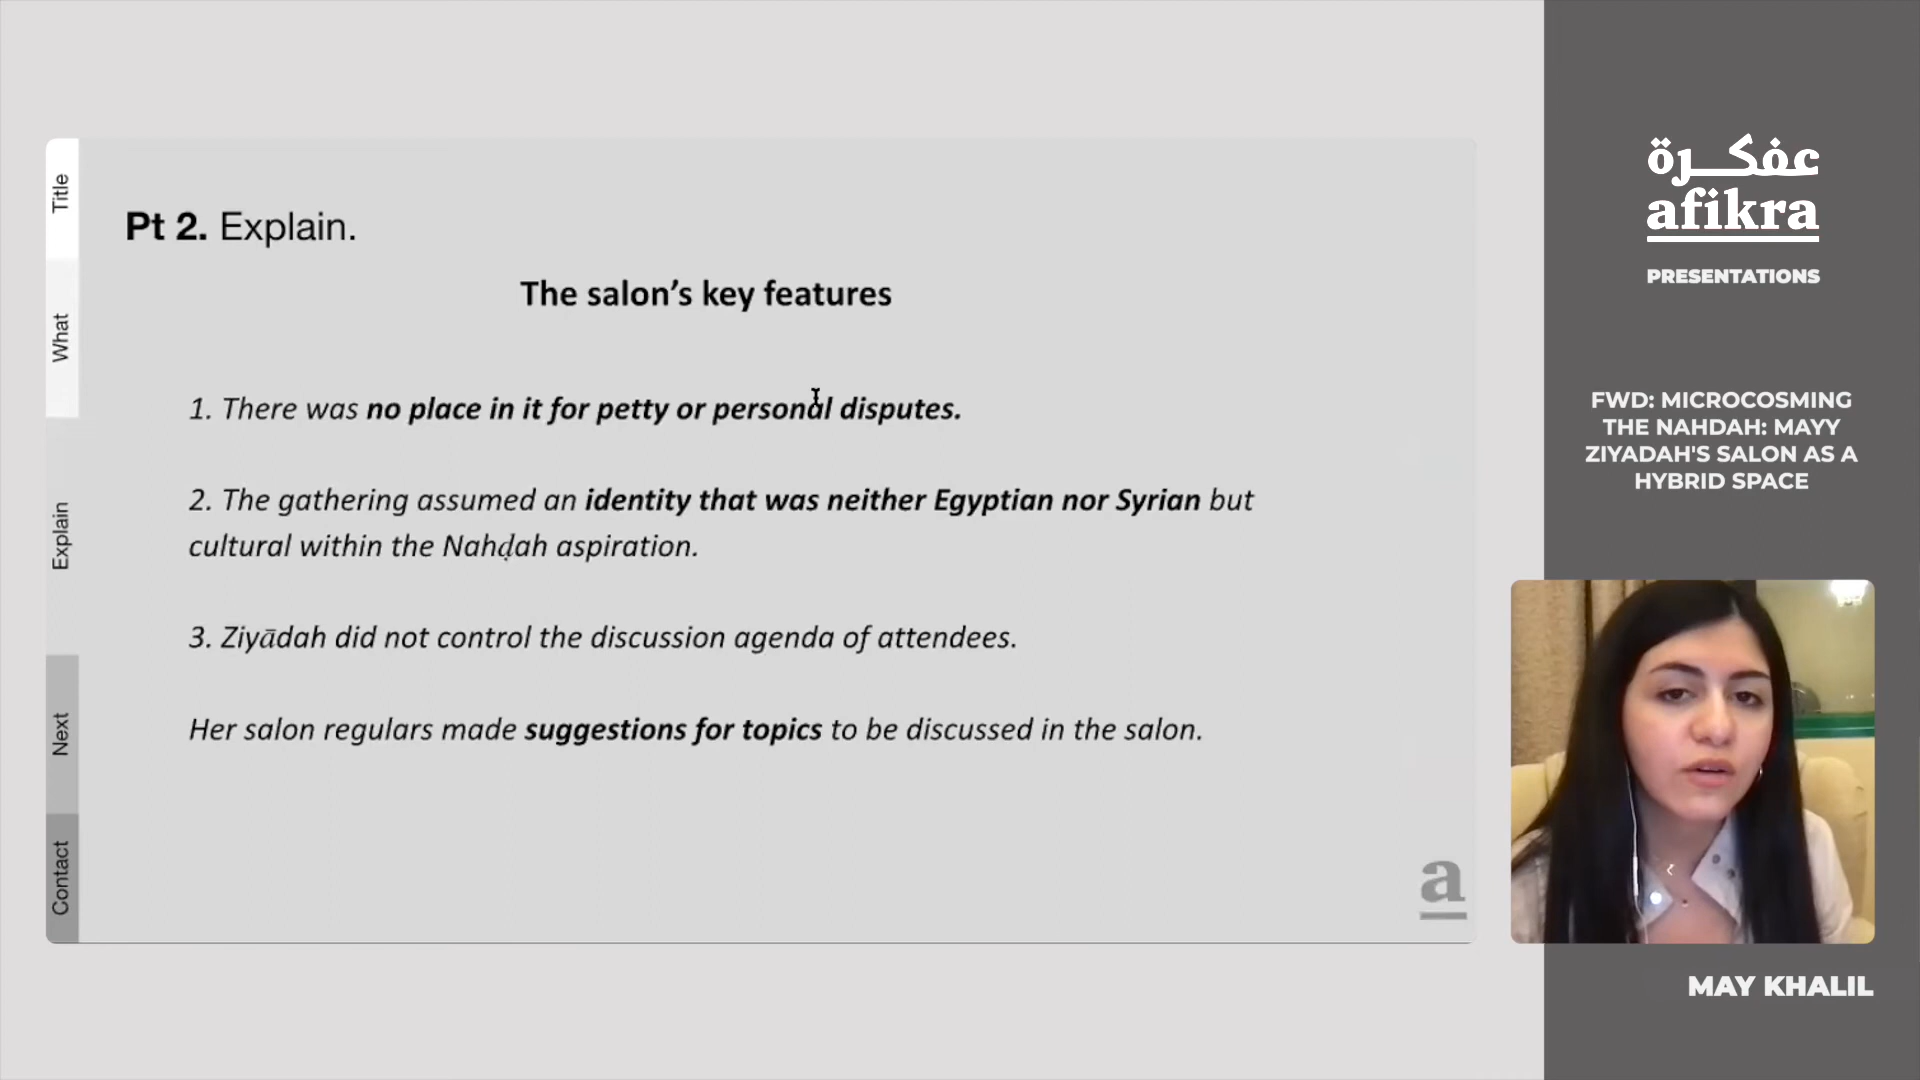 Title
What
Explain
Next
Contact
Pt 2. Explain.
The salon’s key features
1. There was no place in it for petty or personal disputes.
2. The gathering assumed an identity that was neither Egyptian nor Syrian but
cultural within the Nahḍah aspiration.
3. Ziyādah did not control the discussion agenda of attendees.
Her salon regulars made suggestions for topics to be discussed in the salon.
a
عفكرة
afikra
PRESENTATIONS
FWD: MICROCOSMING
THE NAHDAH: MAYY
ZIYADAH'S SALON AS A
HYBRID SPACE
MAY KHALIL